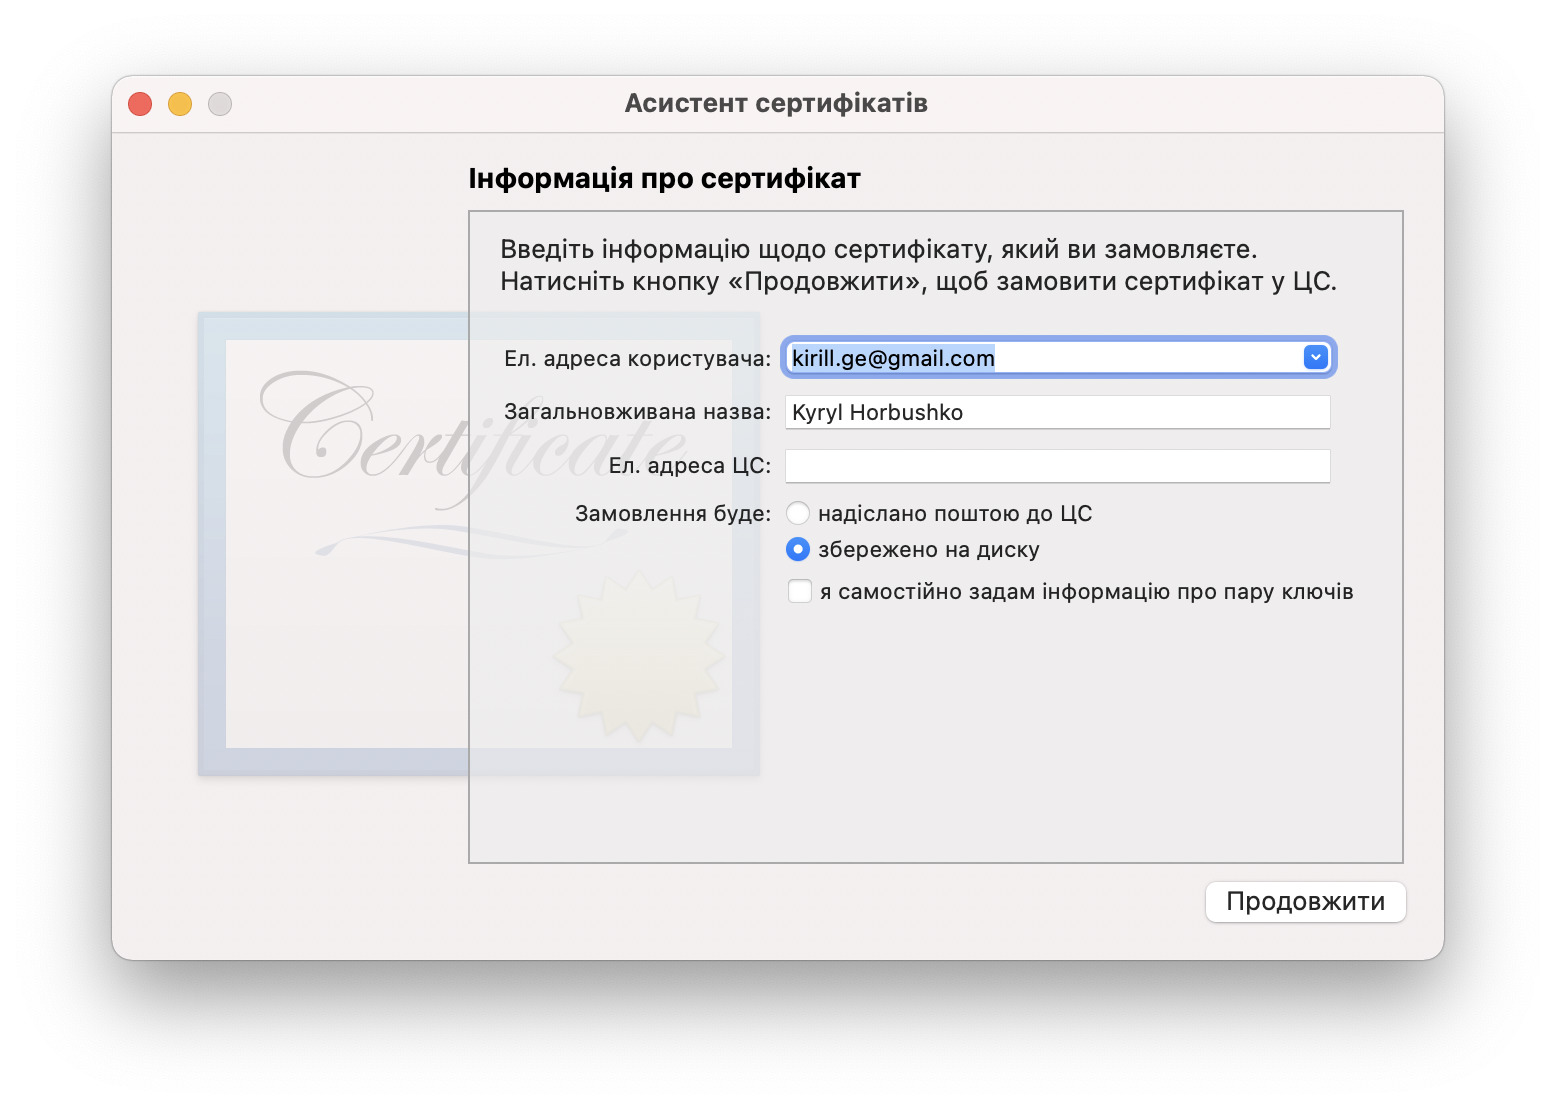 Асистент сертифікатів
Інформація про сертифікат
Введіть інформацію щодо сертифікату, який ви замовляєте.
Натисніть кнопку «Продовжити», щоб замовити сертифікат у ЦС.
Certificate
Ел. адреса користувача: kirill.ge@gmail.com
Загальновживана назва: Kyryl Horbushko
Ел. адреса ЦС:
Замовлення буде: надіслано поштою до ЦС
збережено на диску
я самостійно задам інформацію про пару ключів
Продовжити